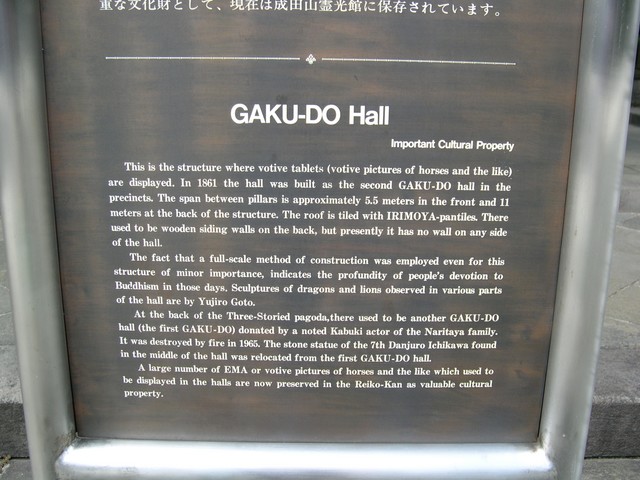 重な文化財として、現在は成田山霊光館に保存されています。
GAKU-DO Hall
Important Cultural Property
This is the structure where votive tablets (votive pictures of horses and the like)
are displayed. In 1861 the hall was built as the second GAKU-DO hall in the
precincts. The span between pillars is approximately 5.5 meters in the front and 11
meters at the back of the structure. The roof is tiled with IRIMOYA-pantiles. There
used to be wooden siding walls on the back, but presently it has no wall on any side
of the hall.
The fact that a full-scale method of construction was employed even for this
structure of minor importance, indicates the profundity of people's devotion to
Buddhism in those days. Sculptures of dragons and lions observed in various parts
of the hall are by Yujiro Goto.
At the back of the Three-Storied pagoda,there used to be another GAKU-DO
hall (the first GAKU-DO) donated by a noted Kabuki actor of the Naritaya family.
It was destroyed by fire in 1965. The stone statue of the 7th Danjuro Ichikawa found
in the middle of the hall was relocated from the first GAKU-DO hall.
A large number of EMA or votive pictures of horses and the like which used to
be displayed in the halls are now preserved in the Reiko-Kan as valuable cultural
property.